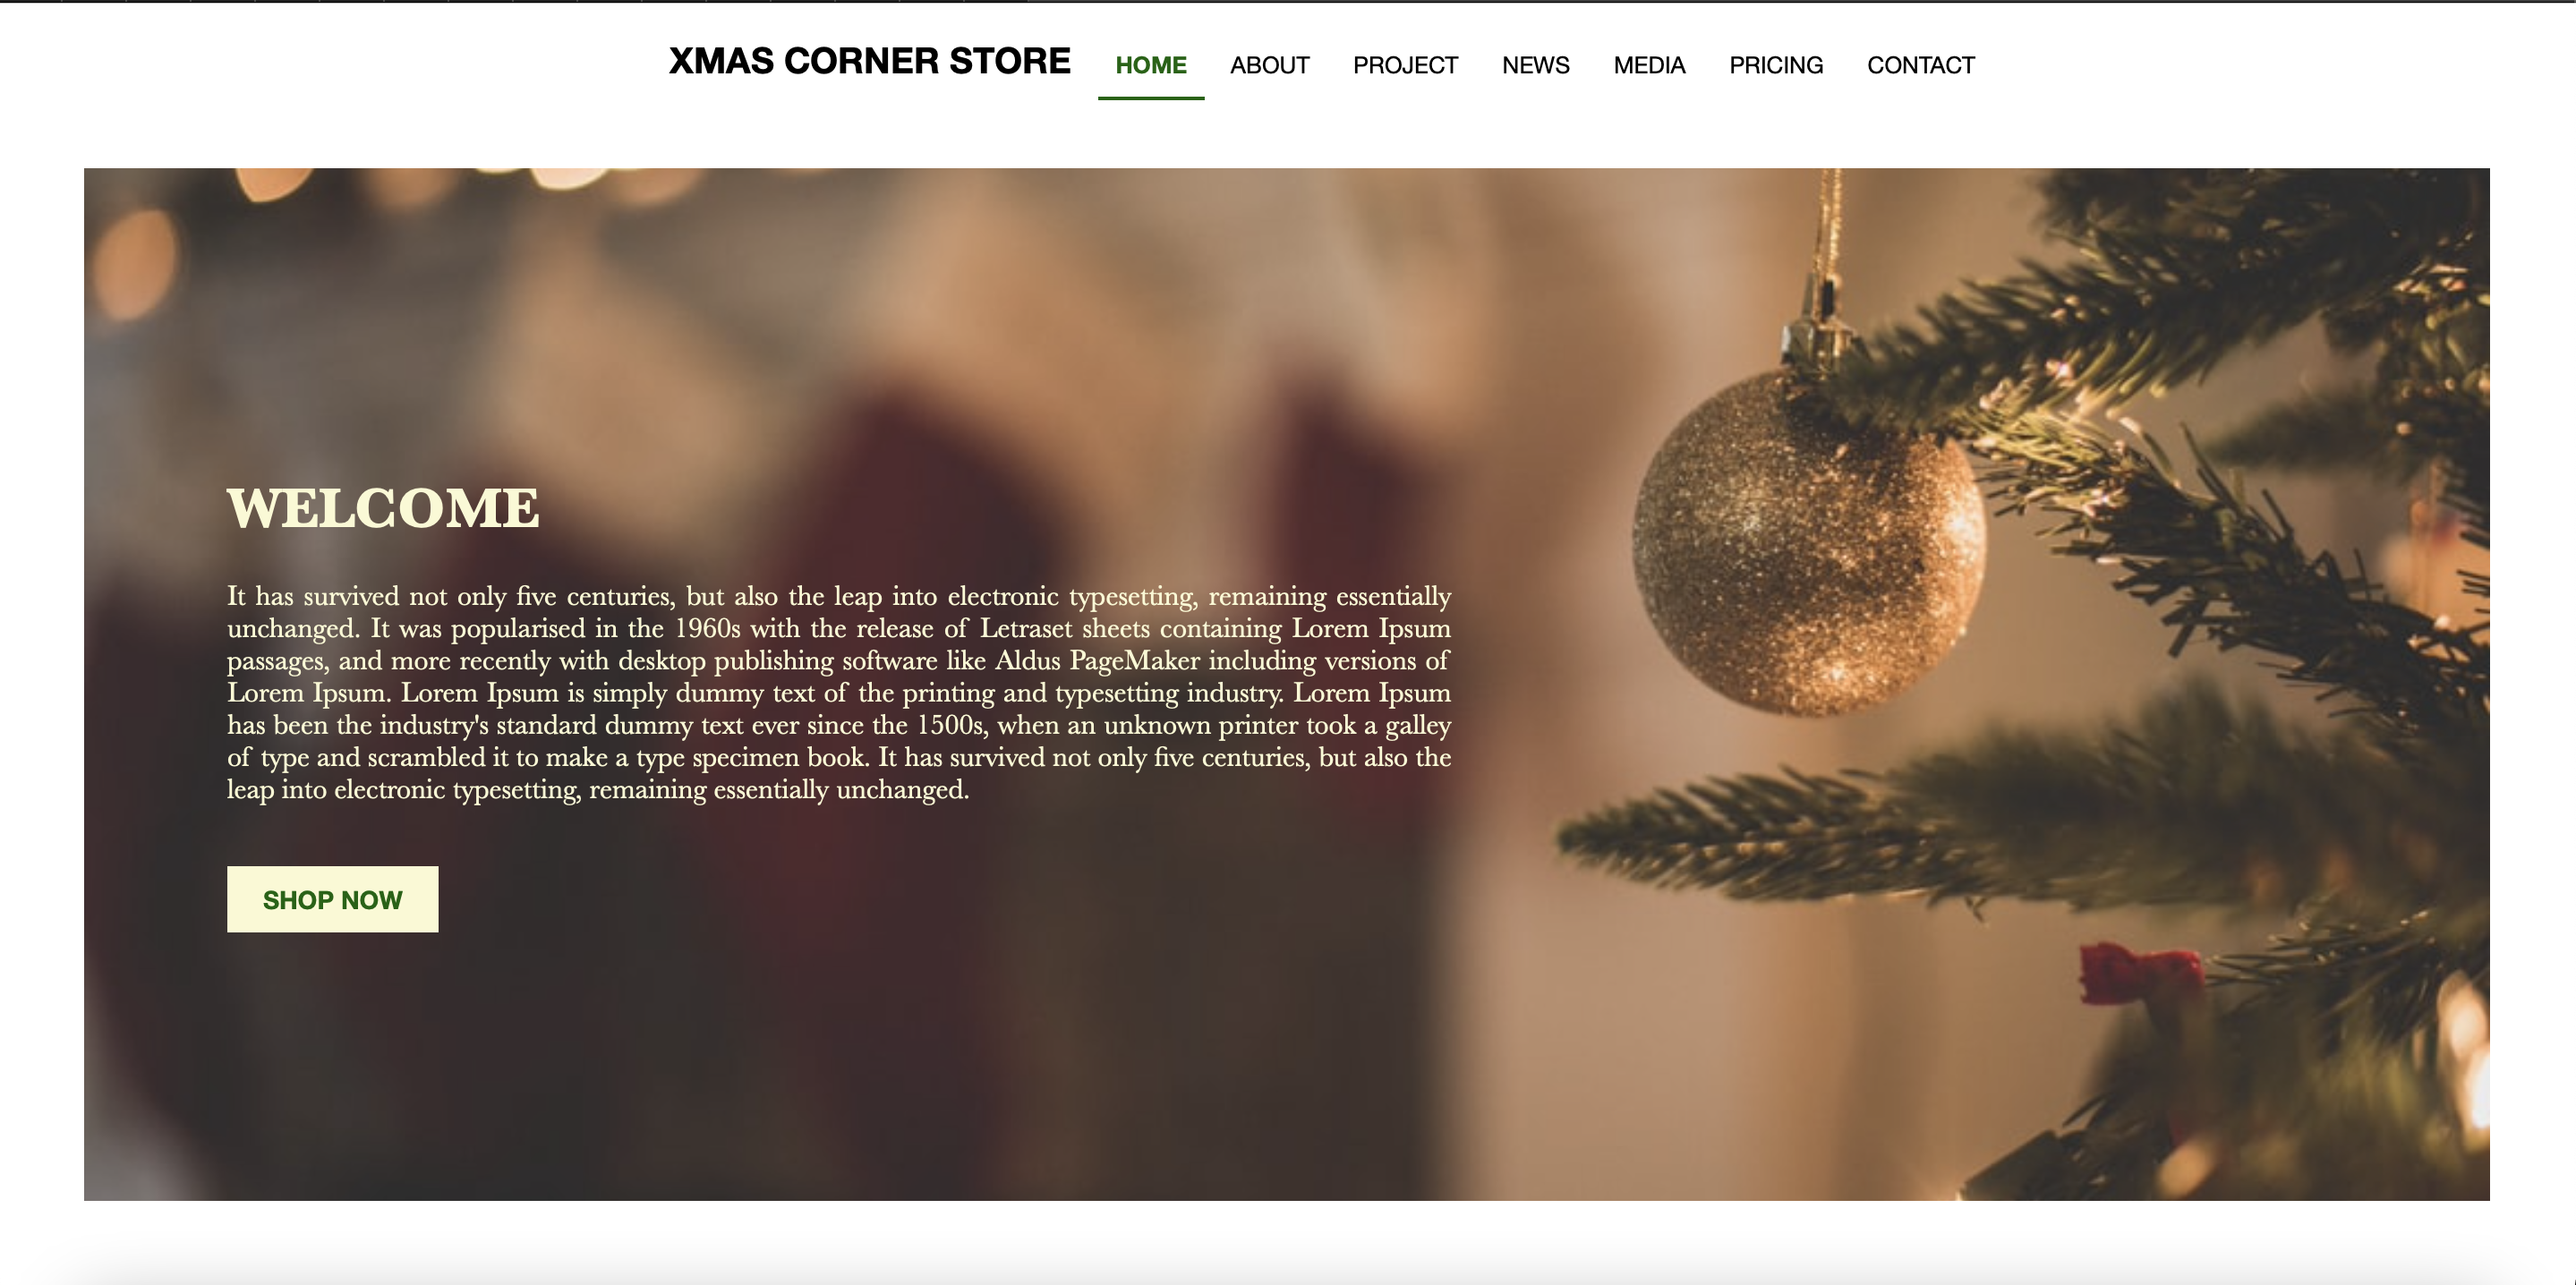 XMAS CORNER STORE HOME ABOUT PROJECT NEWS MEDIA PRICING CONTACT
WELCOME
It has survived not only five centuries, but also the leap into electronic typesetting, remaining essentially
unchanged. It was popularised in the 1960s with the release of Letraset sheets containing Lorem Ipsum
passages, and more recently with desktop publishing software like Aldus PageMaker including versions of
Lorem Ipsum. Lorem Ipsum is simply dummy text of the printing and typesetting industry. Lorem Ipsum
has been the industry's standard dummy text ever since the 1500s, when an unknown printer took a galley
of type and scrambled it to make a type specimen book. It has survived not only five centuries, but also the
leap into electronic typesetting, remaining essentially unchanged.
SHOP NOW